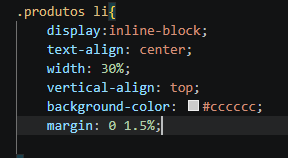 .produtos li{
display:inline-block;
text-align: center;
width: 30%;
vertical-align: top;
background-color: #cccccc;
margin: 0 1.5%;